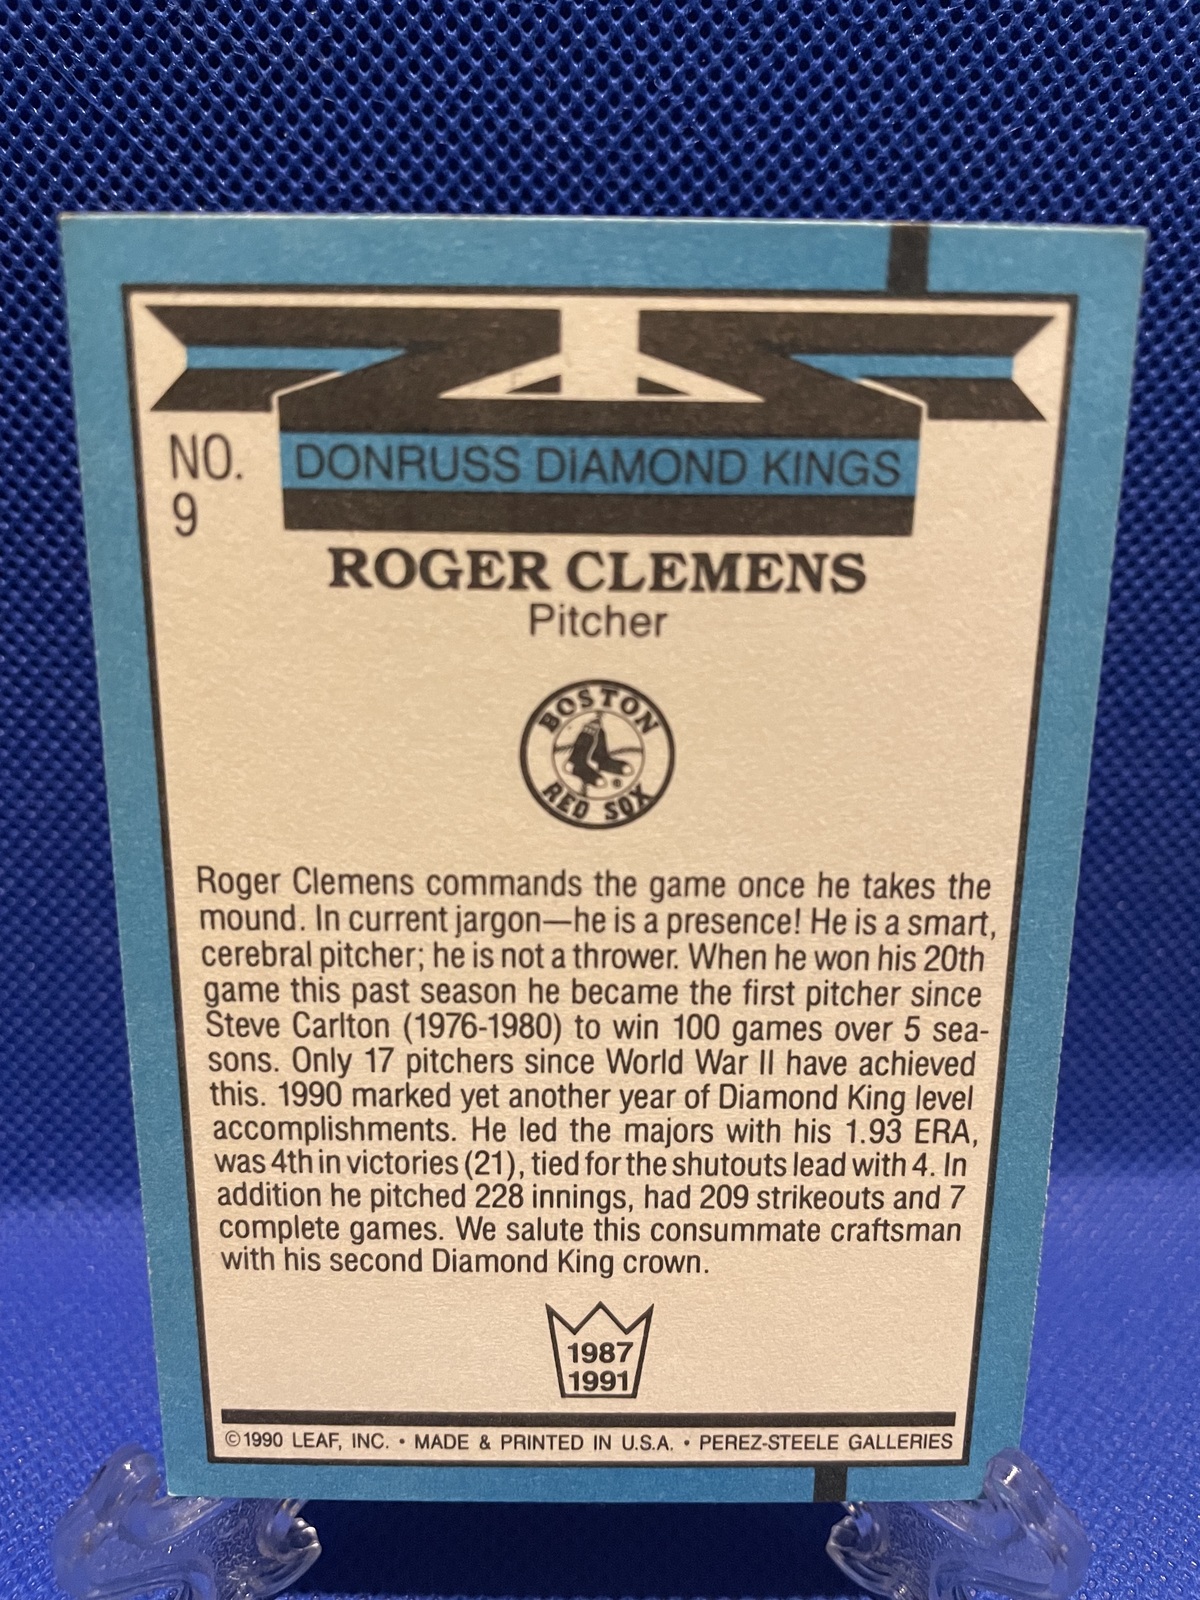 NO.
9
DONRUSS DiAMOND KINGS
ROGER CLEMENS
Pitcher
BOSTON
RED SOX
Roger Clemens commands the game once he takes the
mound. In current jargon—he is a presence! He is a smart,
cerebral pitcher; he is not a thrower. When he won his 20th
game this past season he became the first pitcher since
Steve Carlton (1976-1980) to win 100 games over 5 sea-
sons. Only 17 pitchers since World War II have achieved
this. 1990 marked yet another year of Diamond King level
accomplishments. He led the majors with his 1.93 ERA,
was 4th in victories (21), tied for the shutouts lead with 4. In
addition he pitched 228 innings, had 209 strikeouts and 7
complete games. We salute this consummate craftsman
with his second Diamond King crown.
1987
1991
©1990 LEAF, INC. • MADE & PRINTED IN U.S.A. • PEREZ-STEELE GALLERIES